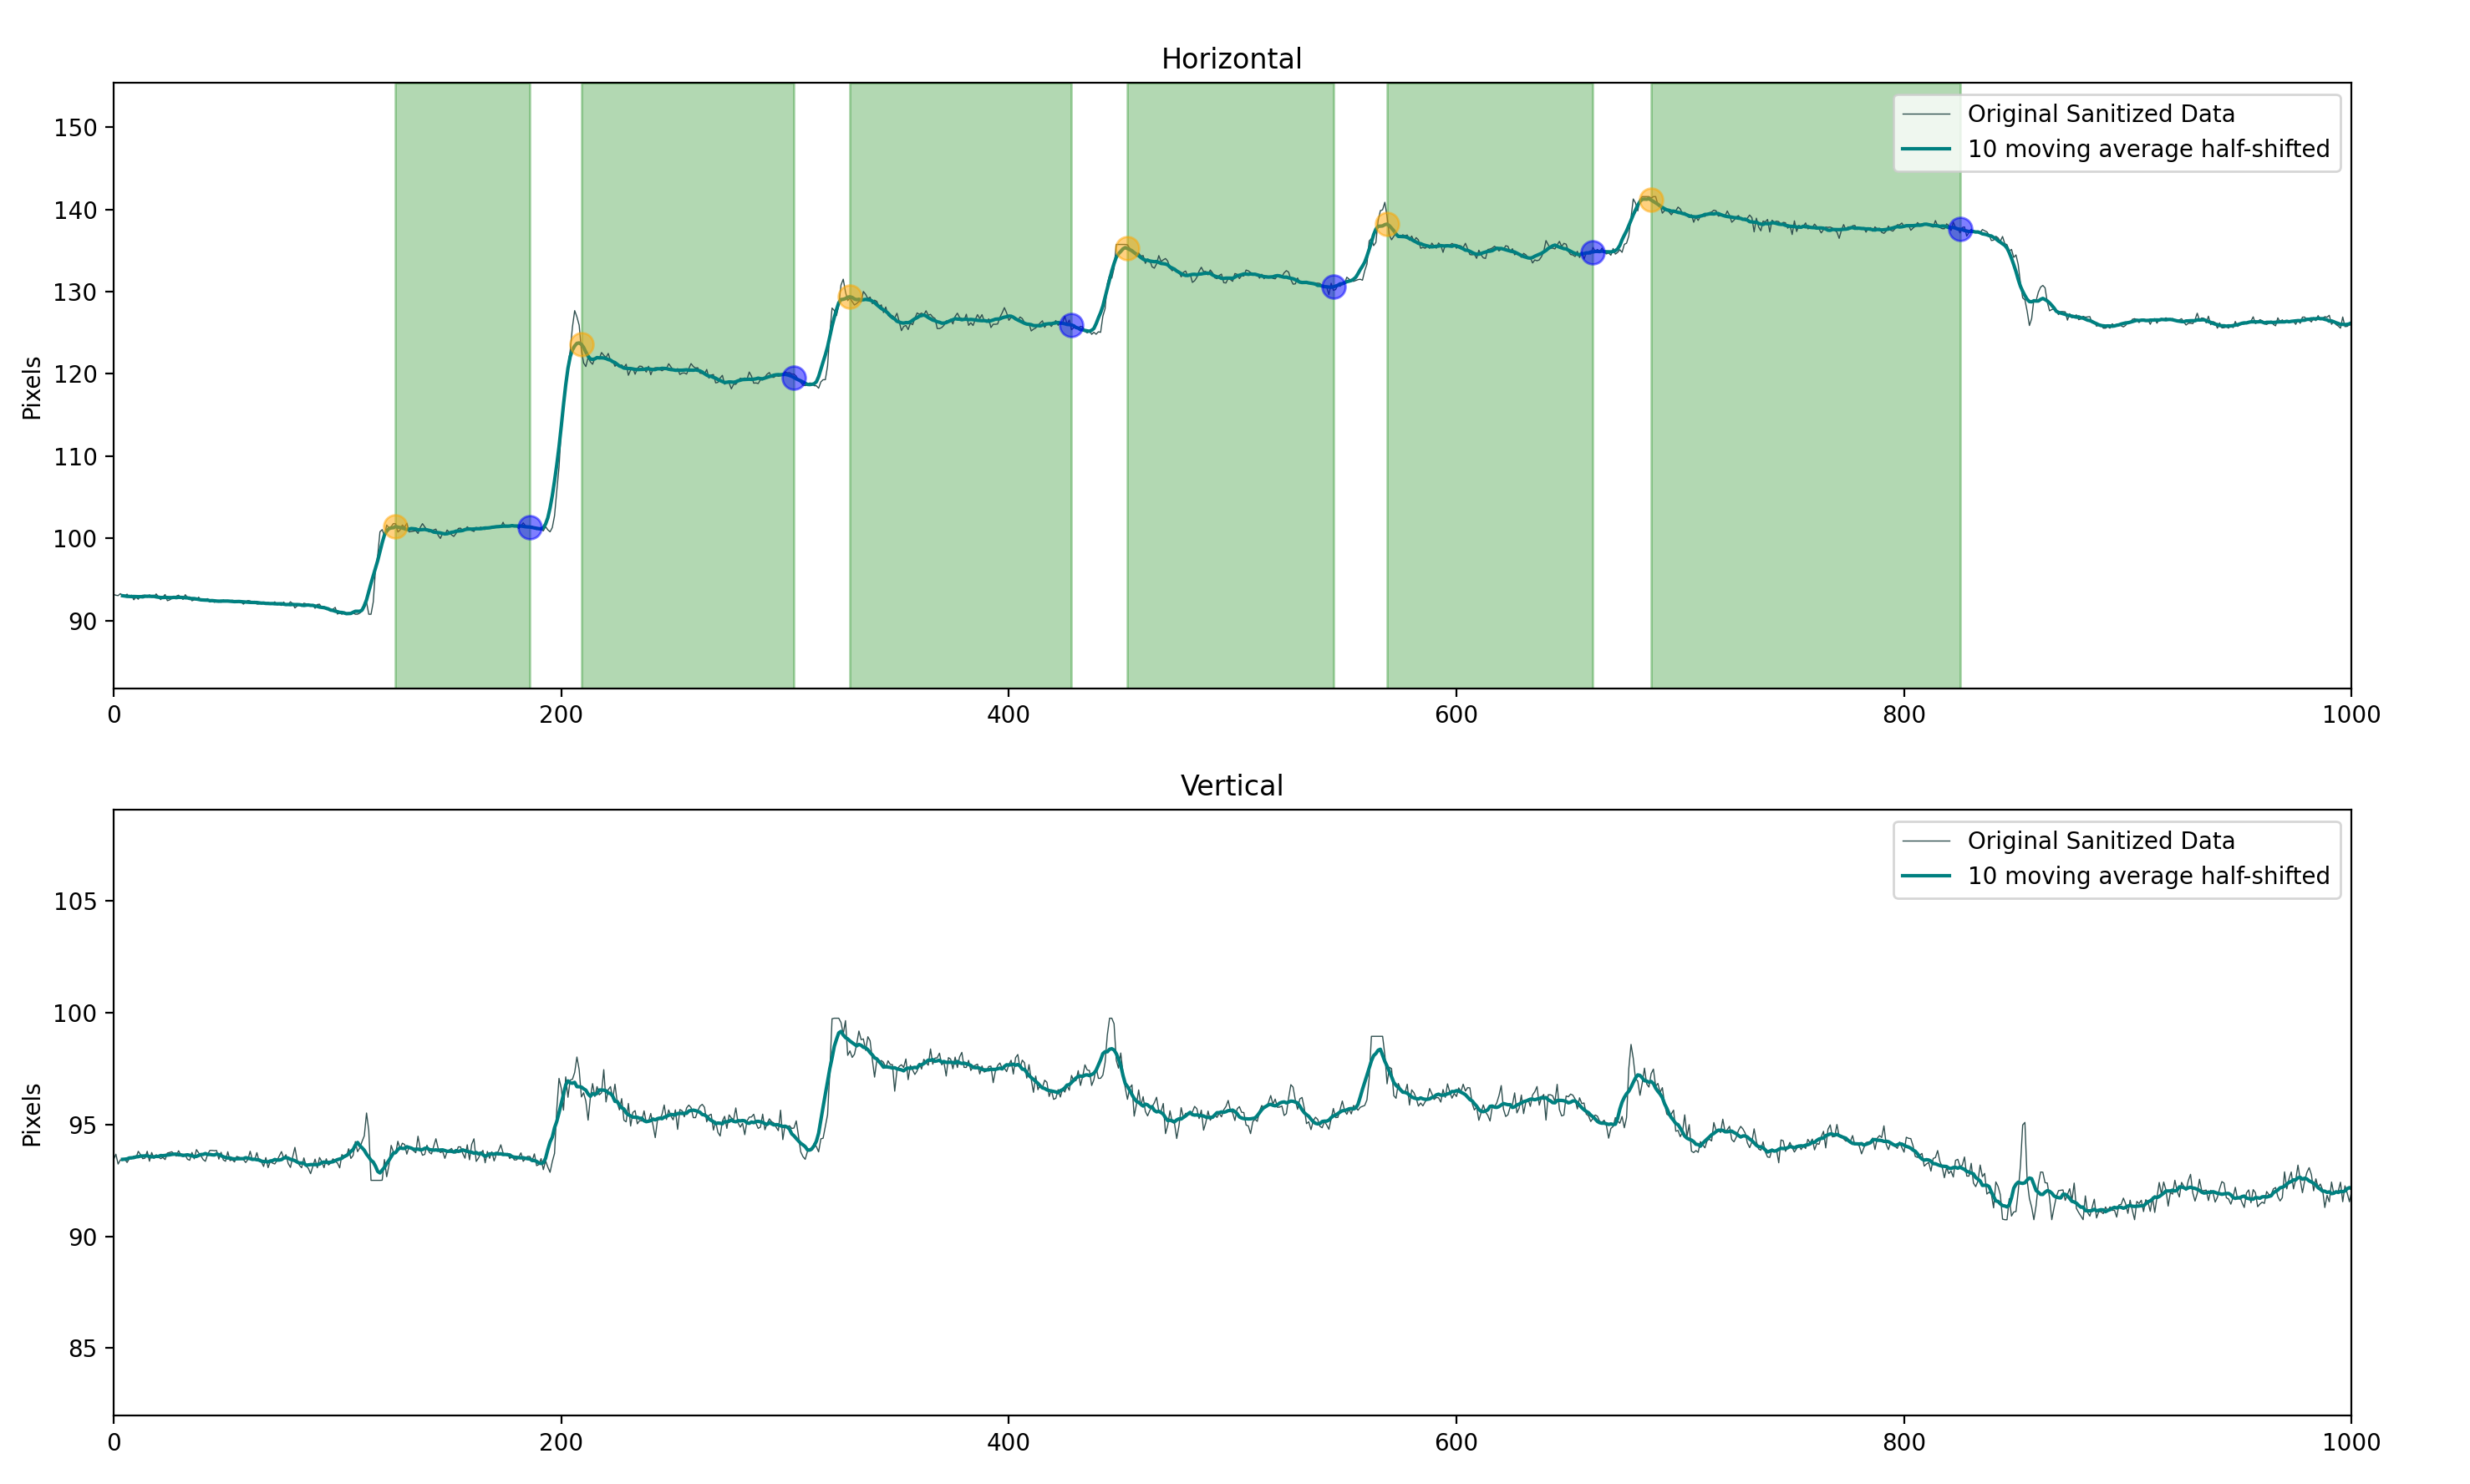 Horizontal
Original Sanitized Data
10 moving average half-shifted
Pixels
150
140
130
120
110
100
90
0 200 400 600 800 1000
Vertical
Original Sanitized Data
10 moving average half-shifted
Pixels
105
100
95
90
85
0 200 400 600 800 1000